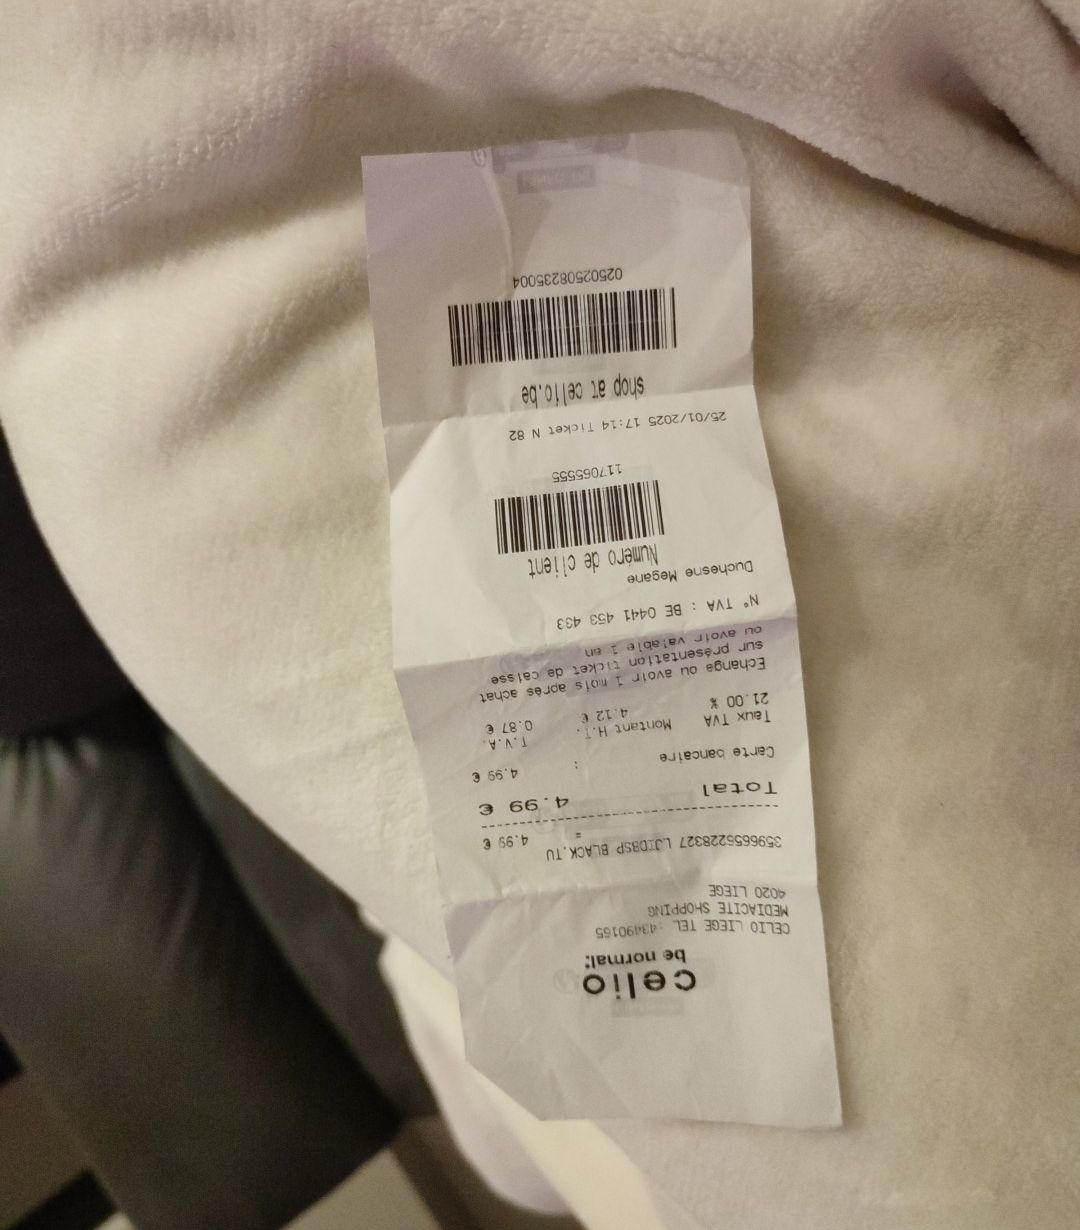 celio
be normal:
CELIO LIEGE TEL :43490165
MEDIACITE SHOPPING
4020 LIEGE
3596655228327 LJIDBSP BLACK,TU
= 4.99 €
Total 4.99 €
Carte bancaire : 4.99 €
Taux TVA Montant H.T. T.V.A.
21.00 % 4.12 € 0.87 €
Echange ou avoir 1 mois après achat
sur présentation ticket de caisse
ou avoir valable 1 an
N° TVA : BE 0441 453 433
Duchesne Megane
Numéro de client
117065555
25/01/2025 17:14 Ticket N 82
shop at celio.be
02502508235004